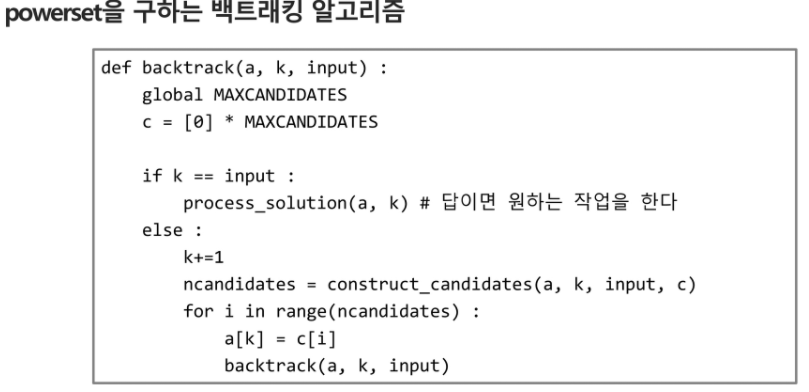 powerset을 구하는 백트래킹 알고리즘
def backtrack(a, k, input) :
    global MAXCANDIDATES
    c = [0] * MAXCANDIDATES

    if k == input :
        process_solution(a, k) # 답이면 원하는 작업을 한다
    else :
        k+=1
        ncandidates = construct_candidates(a, k, input, c)
        for i in range(ncandidates) :
            a[k] = c[i]
            backtrack(a, k, input)